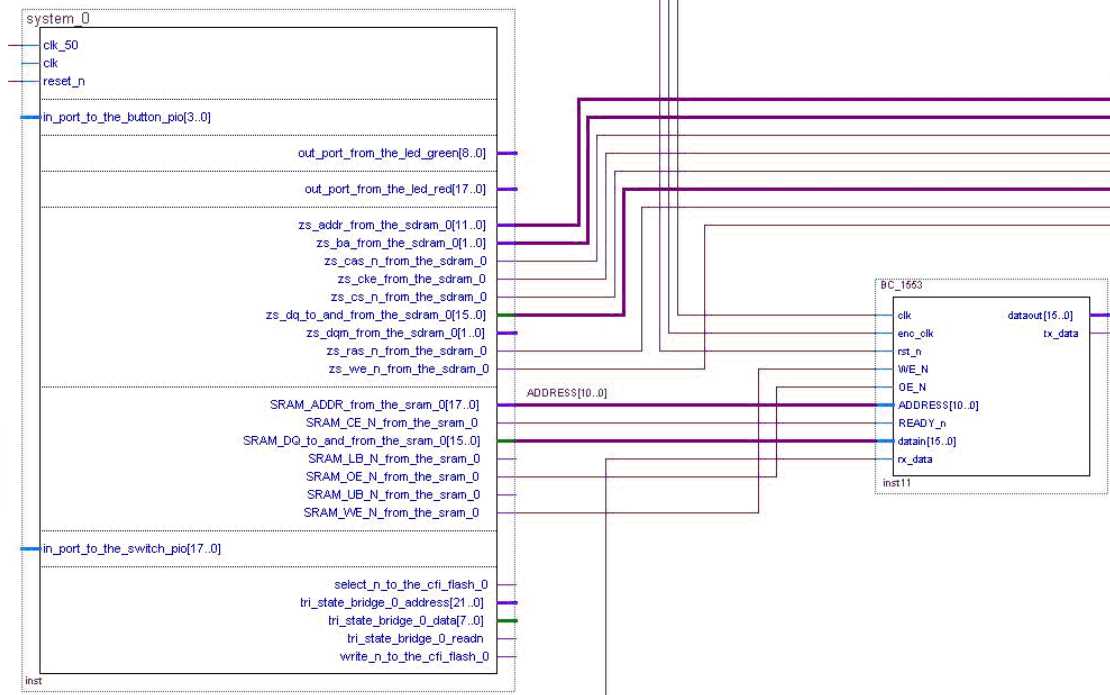 system_0
clk_50
clk
reset_n
in_port_to_the_button_pio[3..0]
out_port_from_the_led_green[8..0]
out_port_from_the_led_red[17..0]
zs_addr_from_the_sdram_0[11..0]
zs_ba_from_the_sdram_0[1..0]
zs_cas_n_from_the_sdram_0
zs_cke_from_the_sdram_0
zs_cs_n_from_the_sdram_0
zs_dq_to_and_from_the_sdram_0[15..0]
zs_dqm_from_the_sdram_0[1..0]
zs_ras_n_from_the_sdram_0
zs_we_n_from_the_sdram_0
SRAM_ADDR_from_the_sram_0[17..0]
SRAM_CE_N_from_the_sram_0
SRAM_DQ_to_and_from_the_sram_0[15..0]
SRAM_LB_N_from_the_sram_0
SRAM_OE_N_from_the_sram_0
SRAM_UB_N_from_the_sram_0
SRAM_WE_N_from_the_sram_0
in_port_to_the_switch_pio[17..0]
select_n_to_the_cfi_flash_0
tri_state_bridge_0_address[21..0]
tri_state_bridge_0_data[7..0]
tri_state_bridge_0_readn
write_n_to_the_cfi_flash_0
inst
ADDRESS[10..0]
BC_1553
clk
enc_clk
rst_n
WE_N
OE_N
ADDRESS[10..0]
READY_n
datain[15..0]
rx_data
dataout[15..0]
tx_data
inst11